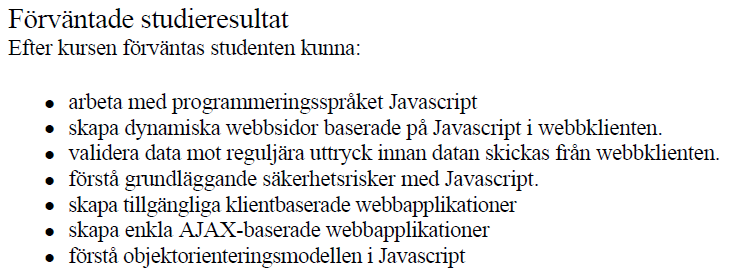 Förväntade studieresultat
Efter kursen förväntas studenten kunna:
• arbeta med programmeringsspråket Javascript
• skapa dynamiska webbsidor baserade på Javascript i webbklienten.
• validera data mot reguljära uttryck innan datan skickas från webbklienten.
• förstå grundläggande säkerhetsrisker med Javascript.
• skapa tillgängliga klientbaserade webbapplikationer
• skapa enkla AJAX-baserade webbapplikationer
• förstå objektorienteringsmodellen i Javascript